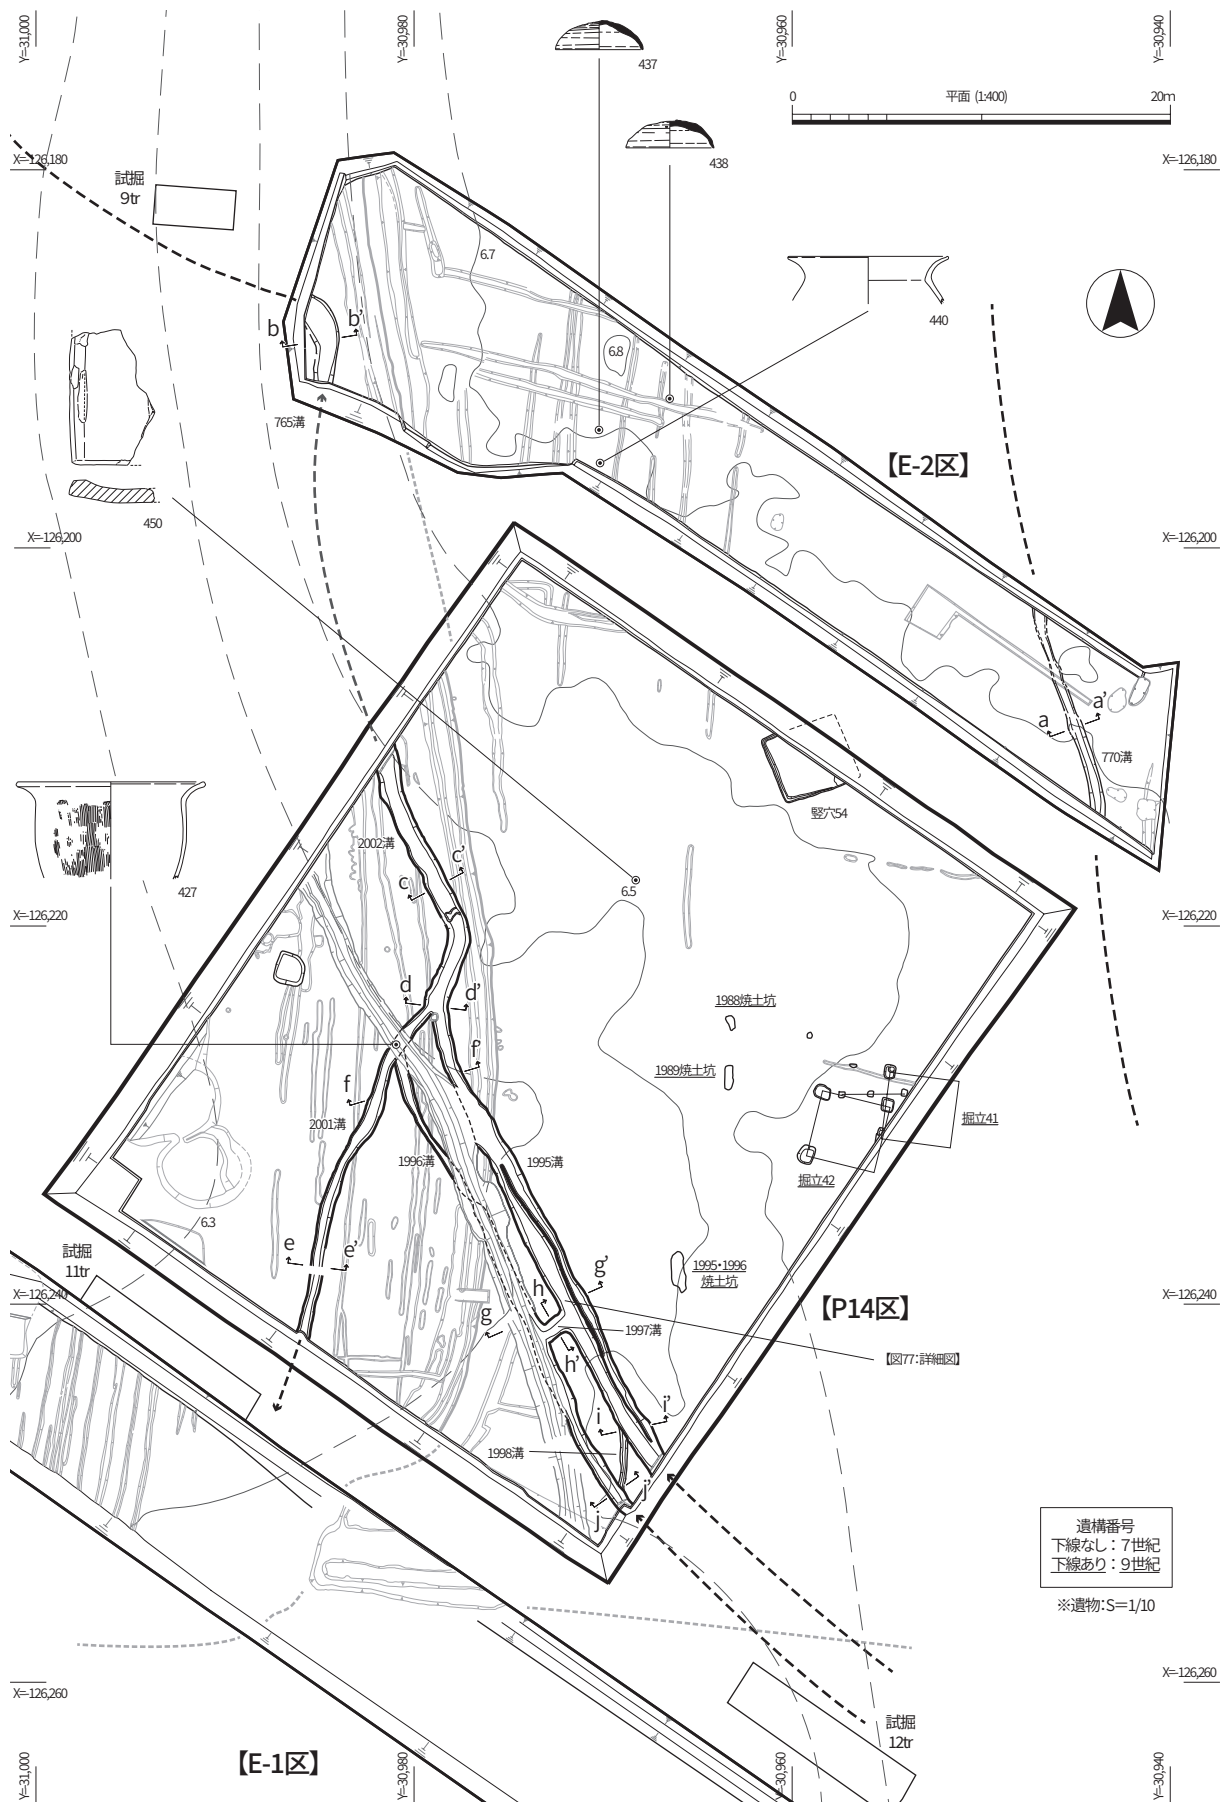 Y=-31,000
Y=-30,980
Y=-30,960
Y=-30,940
437
0
平面 (1:400)
20m
438
X=-126,180
X=-126,180
試掘
9tr
6.7
440
b
b'
6.8
765溝
【E-2区】
450
X=-126,200
X=-126,200
a
a'
770溝
竪穴54
2002溝
c'
c
427
6.5
X=-126,220
X=-126,220
d
d'
1988焼土坑
f'
1989焼土坑
f
2001溝
掘立41
1996溝
1995溝
掘立42
6.3
e
e'
試掘
11tr
g'
1995・1996
焼土坑
X=-126,240
h
【P14区】
X=-126,240
g
1997溝
h'
【図77:詳細図】
i'
i
1998溝
j'
j
遺構番号
下線なし：7世紀
下線あり：9世紀
※遺物:S=1/10
X=-126,260
X=-126,260
試掘
12tr
【E-1区】
Y=-31,000
Y=-30,980
Y=-30,960
Y=-30,940